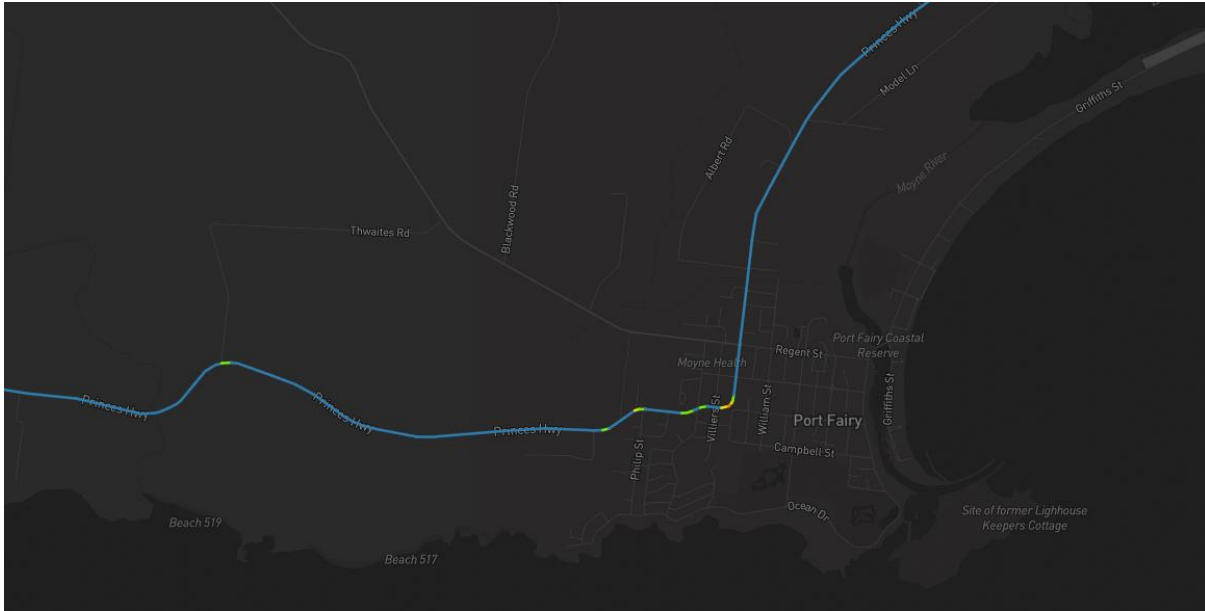 Princes Hwy
Model Ln
Griffiths St
Albert Rd
Moyne River
Blackwood Rd
Thwaites Rd
Port Fairy Coastal
Reserve
Regent St
Moyne Health
Griffiths St
Princes Hwy
Princes Hwy
Villiers St
William St
Port Fairy
Princes Hwy
Philip St
Campbell St
Ocean Dr
Beach 519
Site of former Lighhouse
Keepers Cottage
Beach 517